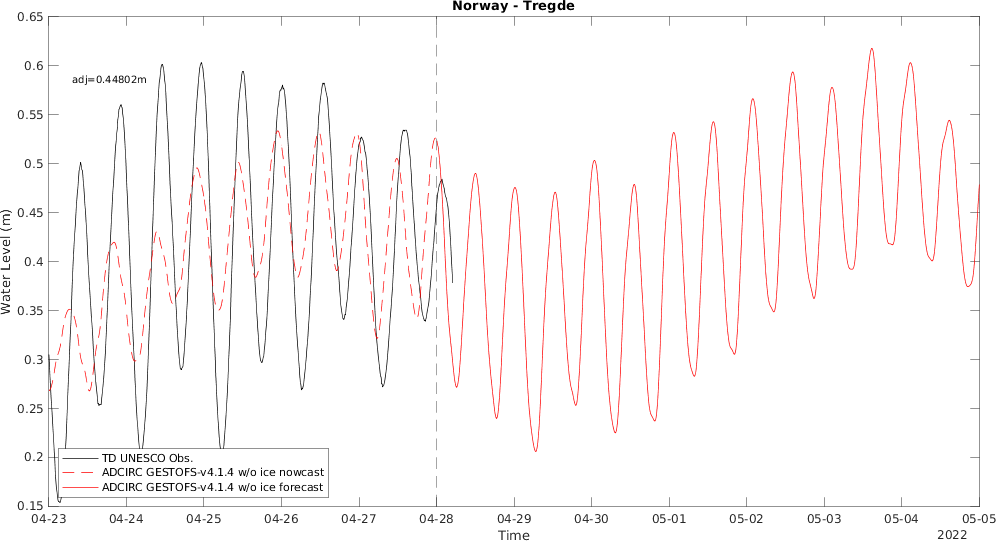 Norway - Tregde
0.65
0.6
0.55
0.5
0.45
0.4
0.35
0.3
0.25
0.2
0.15
Water Level (m)
adj=0.44802m
TD UNESCO Obs.
ADCIRC GESTOFS-v4.1.4 w/o ice nowcast
ADCIRC GESTOFS-v4.1.4 w/o ice forecast
04-23 04-24 04-25 04-26 04-27 04-28 04-29 04-30 05-01 05-02 05-03 05-04 05-05
Time
2022